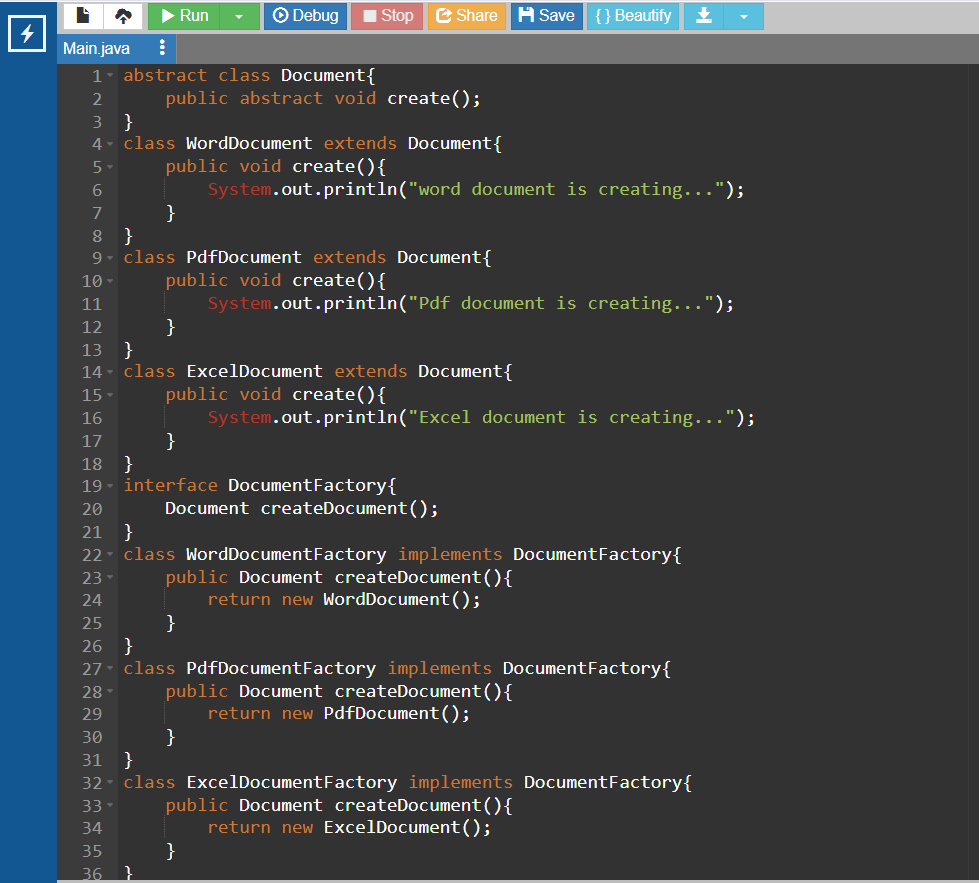 Run Debug Stop Share Save { } Beautify
Main.java
1 abstract class Document{
2     public abstract void create();
3 }
4 class WordDocument extends Document{
5     public void create(){
6         System.out.println("word document is creating...");
7     }
8 }
9 class PdfDocument extends Document{
10     public void create(){
11         System.out.println("Pdf document is creating...");
12     }
13 }
14 class ExcelDocument extends Document{
15     public void create(){
16         System.out.println("Excel document is creating...");
17     }
18 }
19 interface DocumentFactory{
20     Document createDocument();
21 }
22 class WordDocumentFactory implements DocumentFactory{
23     public Document createDocument(){
24         return new WordDocument();
25     }
26 }
27 class PdfDocumentFactory implements DocumentFactory{
28     public Document createDocument(){
29         return new PdfDocument();
30     }
31 }
32 class ExcelDocumentFactory implements DocumentFactory{
33     public Document createDocument(){
34         return new ExcelDocument();
35     }
36 }